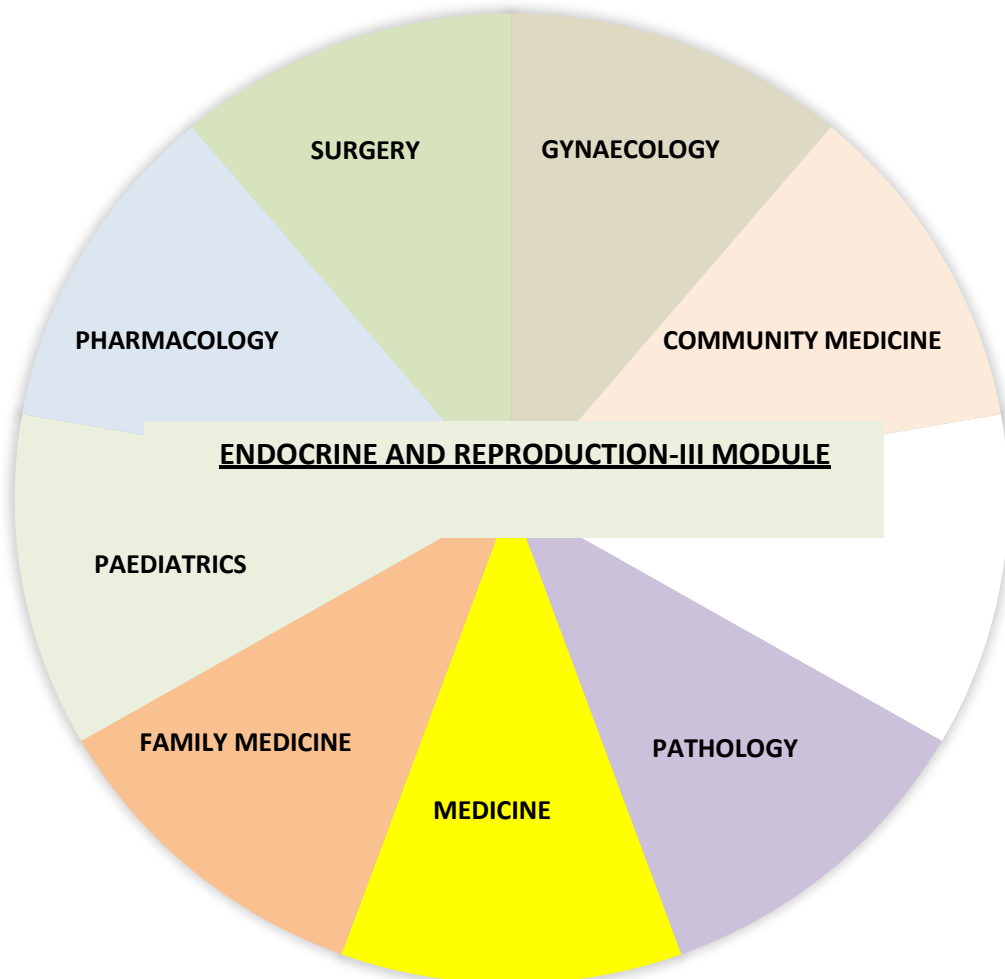 SURGERY
GYNAECOLOGY
PHARMACOLOGY
COMMUNITY MEDICINE
ENDOCRINE AND REPRODUCTION-III MODULE
PAEDIATRICS
FAMILY MEDICINE
PATHOLOGY
MEDICINE